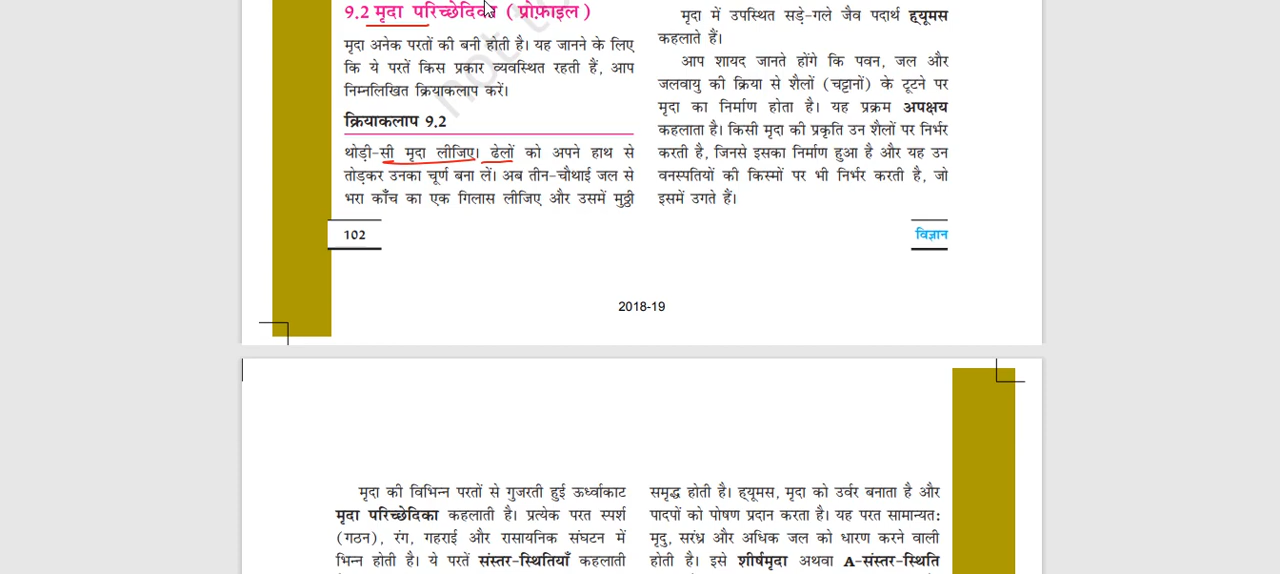 9.2 मृदा परिच्छेदिका (प्रोफ़ाइल)
मृदा अनेक परतों की बनी होती है। यह जानने के लिए
कि ये परतें किस प्रकार व्यवस्थित रहती हैं, आप
निम्नलिखित क्रियाकलाप करें।
क्रियाकलाप 9.2
थोड़ी-सी मृदा लीजिए। ढेलों को अपने हाथ से
तोड़कर उनका चूर्ण बना लें। अब तीन-चौथाई जल से
भरा काँच का एक गिलास लीजिए और उसमें मुठ्ठी
मृदा में उपस्थित सड़े-गले जैव पदार्थ ह्यूमस
कहलाते हैं।
आप शायद जानते होंगे कि पवन, जल और
जलवायु की क्रिया से शैलों (चट्टानों) के टूटने पर
मृदा का निर्माण होता है। यह प्रक्रम अपक्षय
कहलाता है। किसी मृदा की प्रकृति उन शैलों पर निर्भर
करती है, जिनसे इसका निर्माण हुआ है और यह उन
वनस्पतियों की किस्मों पर भी निर्भर करती है, जो
इसमें उगते हैं।
102
विज्ञान
2018-19
मृदा की विभिन्न परतों से गुजरती हुई ऊर्ध्वाकाट
मृदा परिच्छेदिका कहलाती है। प्रत्येक परत स्पर्श
(गठन), रंग, गहराई और रासायनिक संघटन में
भिन्न होती है। ये परतें संस्तर-स्थितियाँ कहलाती
समृद्ध होती है। ह्यूमस, मृदा को उर्वर बनाता है और
पादपों को पोषण प्रदान करता है। यह परत सामान्यत:
मृदु, सरंध्र और अधिक जल को धारण करने वाली
होती है। इसे शीर्षमृदा अथवा A-संस्तर-स्थिति
not to